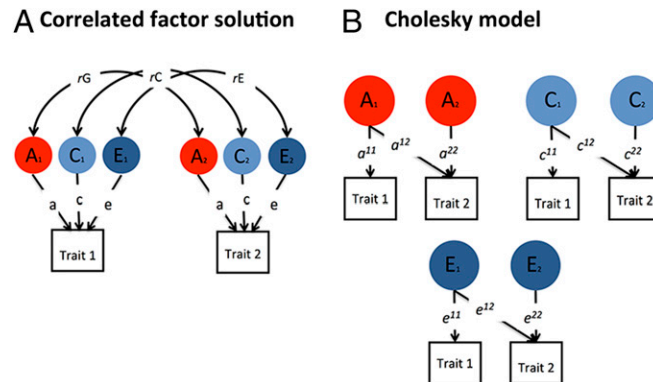 A Correlated factor solution
rG rC rE
A₁ C₁ E₁ A₂ C₂ E₂
a c e a c e
Trait 1 Trait 2
B Cholesky model
A₁ A₂ C₁ C₂
a¹¹ a¹² a²² c¹¹ c¹² c²²
Trait 1 Trait 2 Trait 1 Trait 2
E₁ E₂
e¹¹ e¹² e²²
Trait 1 Trait 2